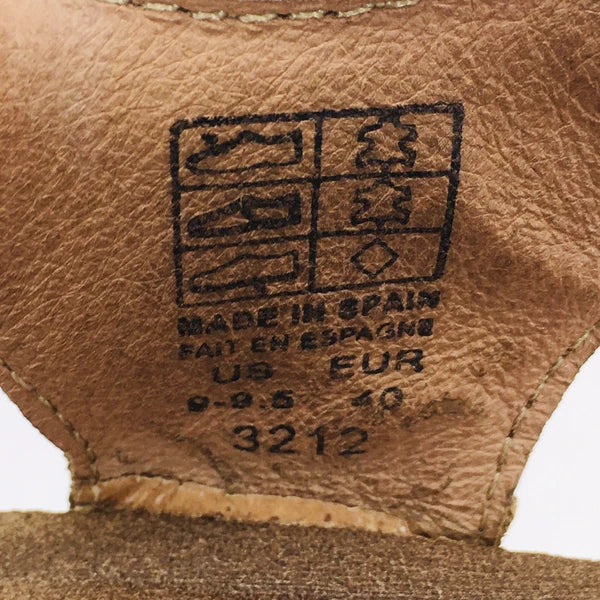 MADE IN SPAIN
FAIT EN ESPAGNE
US EUR
9-9.5 40
3212